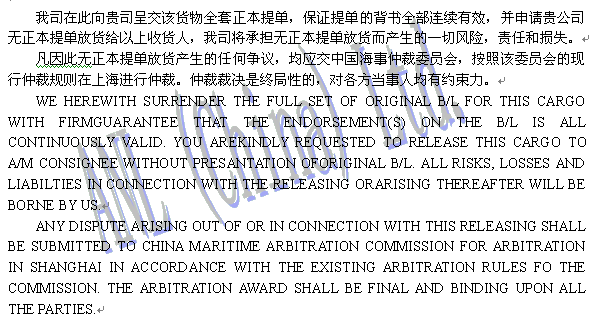 我司在此向贵司呈交该货物全套正本提单，保证提单的背书全部连续有效，并申请贵公司
无正本提单放货给以上收货人，我司将承担无正本提单放货而产生的一切风险，责任和损失。
凡因此无正本提单放货产生的任何争议，均应交中国海事仲裁委员会，按照该委员会的现
行仲裁规则在上海进行仲裁。仲裁裁决是终局性的，对各方当事人均有约束力。
WE HEREWITH SURRENDER THE FULL SET OF ORIGINAL B/L FOR THIS CARGO
WITH FIRMGUARANTEE THAT THE ENDORSEMENT(S) ON THE B/L IS ALL
CONTINUOUSLY VALID. YOU AREKINDLY REQUESTED TO RELEASE THIS CARGO TO
A/M CONSIGNEE WITHOUT PRESANTATION OFORIGINAL B/L. ALL RISKS, LOSSES AND
LIABILTIES IN CONNECTION WITH THE RELEASING ORARISING THEREAFTER WILL BE
BORNE BY US.
ANY DISPUTE ARISING OUT OF OR IN CONNECTION WITH THIS RELEASING SHALL
BE SUBMITTED TO CHINA MARITIME ARBITRATION COMMISSION FOR ARBITRATION
IN SHANGHAI IN ACCORDANCE WITH THE EXISTING ARBITRATION RULES FO THE
COMMISSION. THE ARBITRATION AWARD SHALL BE FINAL AND BINDING UPON ALL
THE PARTIES.
ANL (China) Ltd.